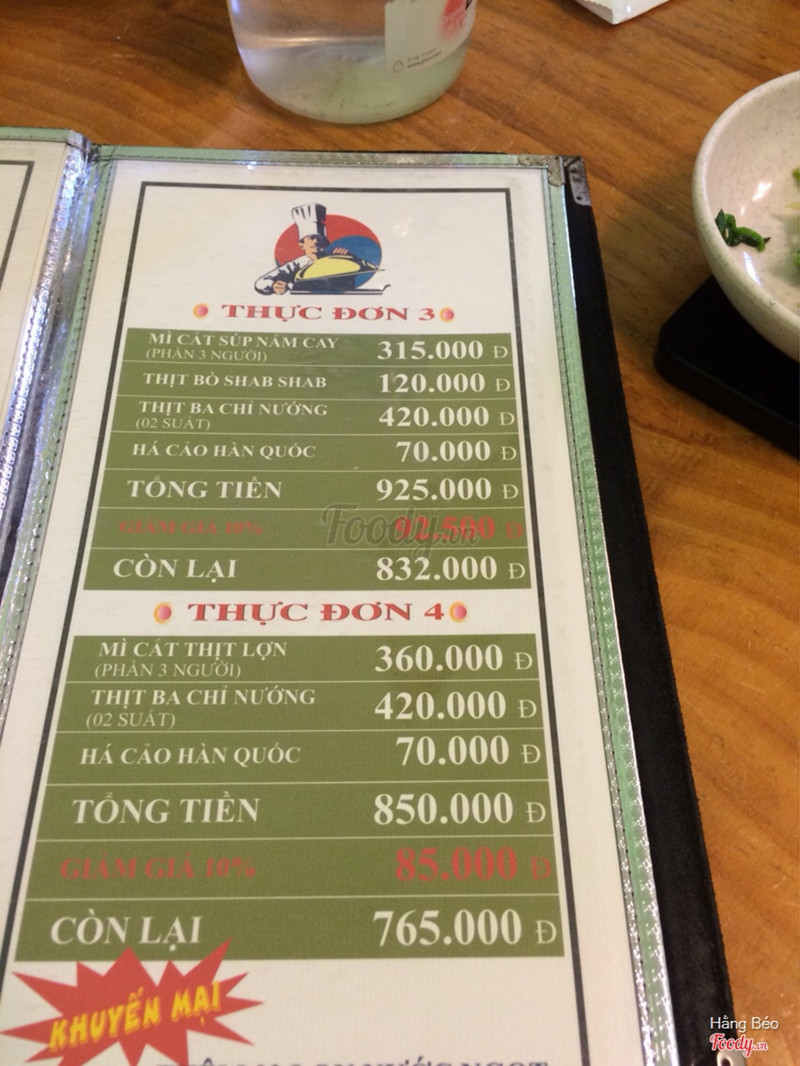 THỰC ĐƠN 3
MÌ CẮT SÚP NẤM CAY 315.000 Đ
(PHẦN 3 NGƯỜI)
THỊT BÒ SHAB SHAB 120.000 Đ
THỊT BA CHỈ NƯỚNG 420.000 Đ
(02 SUẤT)
HÁ CẢO HÀN QUỐC 70.000 Đ
TỔNG TIỀN 925.000 Đ
GIẢM GIÁ 10% 92.500 Đ
Foody.vn
CÒN LẠI 832.000 Đ
THỰC ĐƠN 4
MÌ CẮT THỊT LỢN 360.000 Đ
(PHẦN 3 NGƯỜI)
THỊT BA CHỈ NƯỚNG 420.000 Đ
(02 SUẤT)
HÁ CẢO HÀN QUỐC 70.000 Đ
TỔNG TIỀN 850.000 Đ
GIẢM GIÁ 10% 85.000 Đ
CÒN LẠI 765.000 Đ
KHUYẾN MẠI
Hằng Béo
Foody.vn